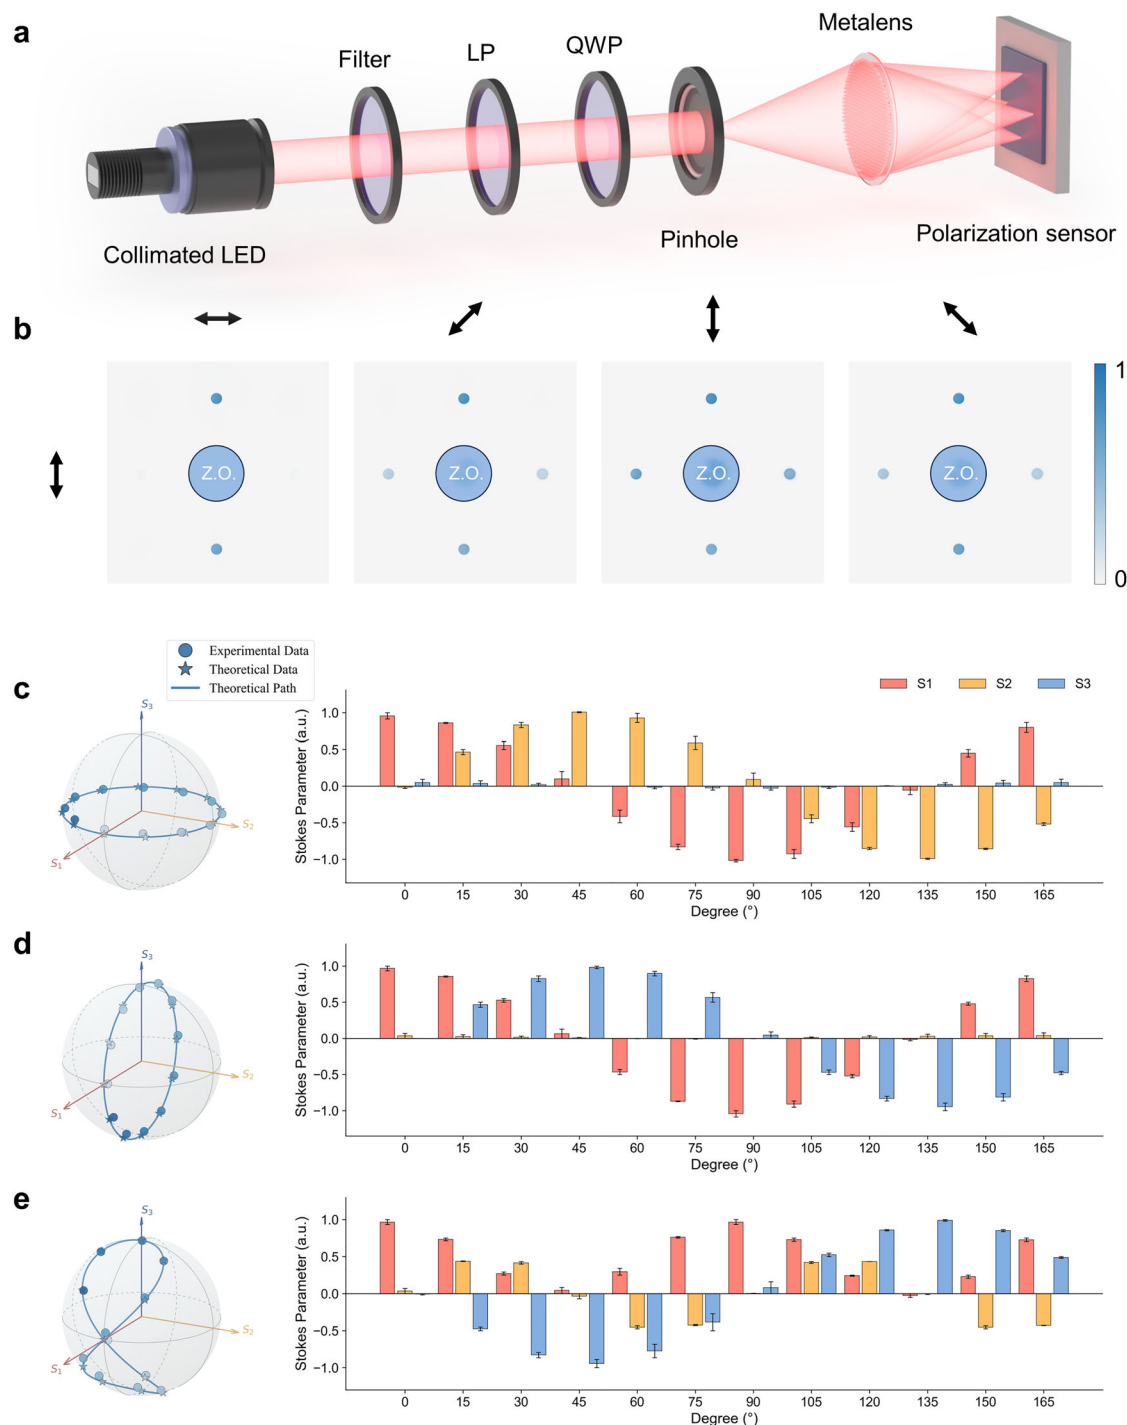 a
Filter
LP
QWP
Metalens
Collimated LED
Pinhole
Polarization sensor
b
Z.O.
Z.O.
Z.O.
Z.O.
1
0
Experimental Data
Theoretical Data
Theoretical Path
c
S3
S2
S1
S1
S2
S3
Stokes Parameter (a.u.)
1.0
0.5
0.0
−0.5
−1.0
0 15 30 45 60 75 90 105 120 135 150 165
Degree (°)
d
S3
S2
S1
Stokes Parameter (a.u.)
1.0
0.5
0.0
−0.5
−1.0
0 15 30 45 60 75 90 105 120 135 150 165
Degree (°)
e
S3
S2
S1
Stokes Parameter (a.u.)
1.0
0.5
0.0
−0.5
−1.0
0 15 30 45 60 75 90 105 120 135 150 165
Degree (°)